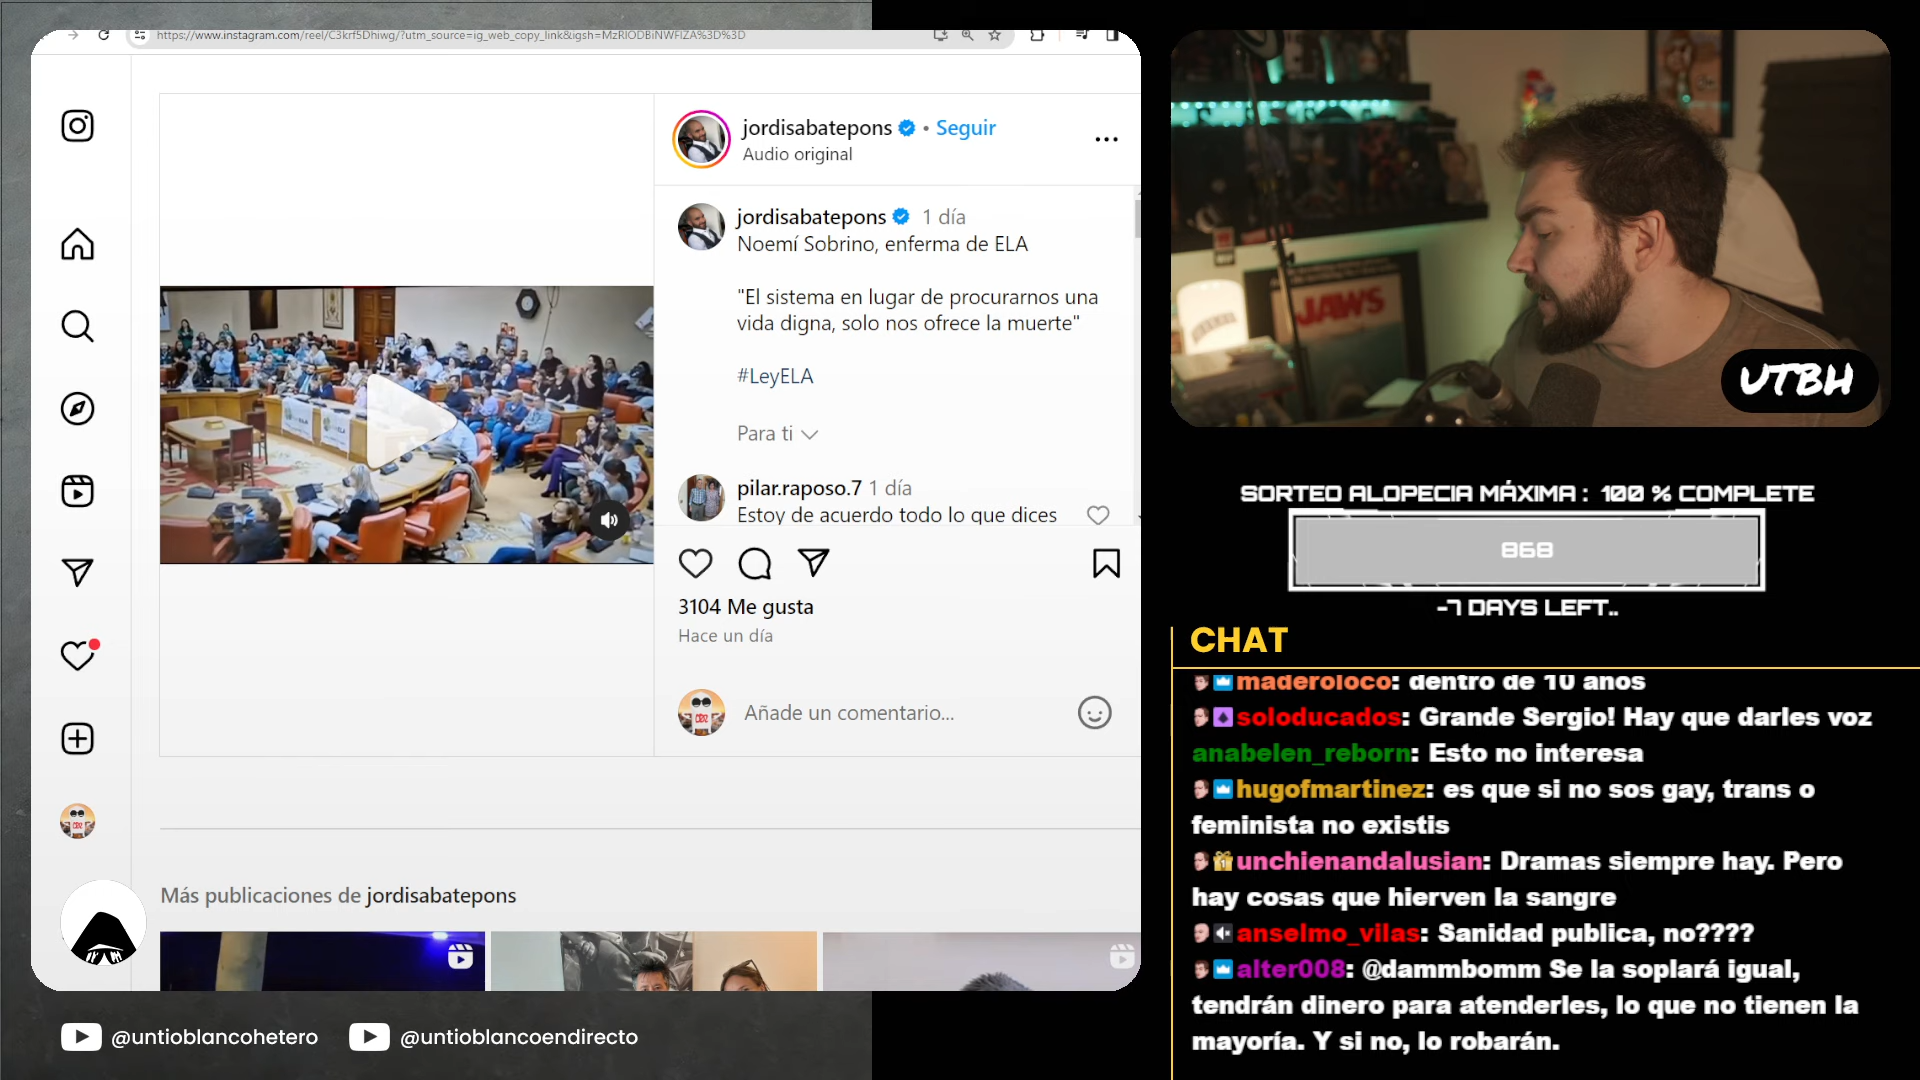 https://www.instagram.com/reel/C3krf5Dhiwg/?utm_source=ig_web_copy_link&igsh=MzRlODBiNWFlZA%3D%3D
jordisabatepons • Seguir
Audio original
jordisabatepons 1 día
Noemí Sobrino, enferma de ELA
"El sistema en lugar de procurarnos una
vida digna, solo nos ofrece la muerte"
#LeyELA
Para ti
pilar.raposo.7 1 día
Estoy de acuerdo todo lo que dices
3104 Me gusta
Hace un día
Añade un comentario...
Más publicaciones de jordisabatepons
@untioblancohetero
@untioblancoendirecto
JAWS
UTBH
SORTEO ALOPECIA MÁXIMA : 100 % COMPLETE
868
-7 DAYS LEFT..
CHAT
maderoloco: dentro de 10 anos
soloducados: Grande Sergio! Hay que darles voz
anabelen_reborn: Esto no interesa
hugofmartinez: es que si no sos gay, trans o
feminista no existis
unchienandalusian: Dramas siempre hay. Pero
hay cosas que hierven la sangre
anselmo_vilas: Sanidad publica, no????
alter008: @dammbomm Se la soplará igual,
tendrán dinero para atenderles, lo que no tienen la
mayoría. Y si no, lo robarán.